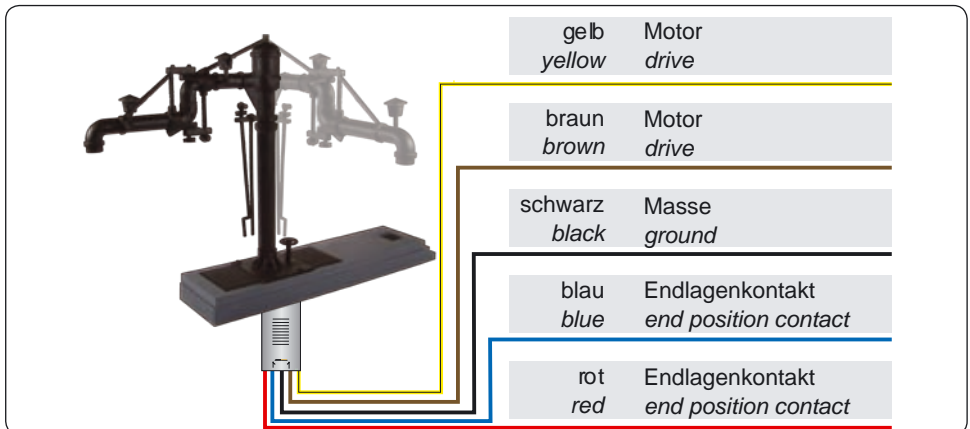 gelb Motor
yellow drive
braun Motor
brown drive
schwarz Masse
black ground
blau Endlagenkontakt
blue end position contact
rot Endlagenkontakt
red end position contact